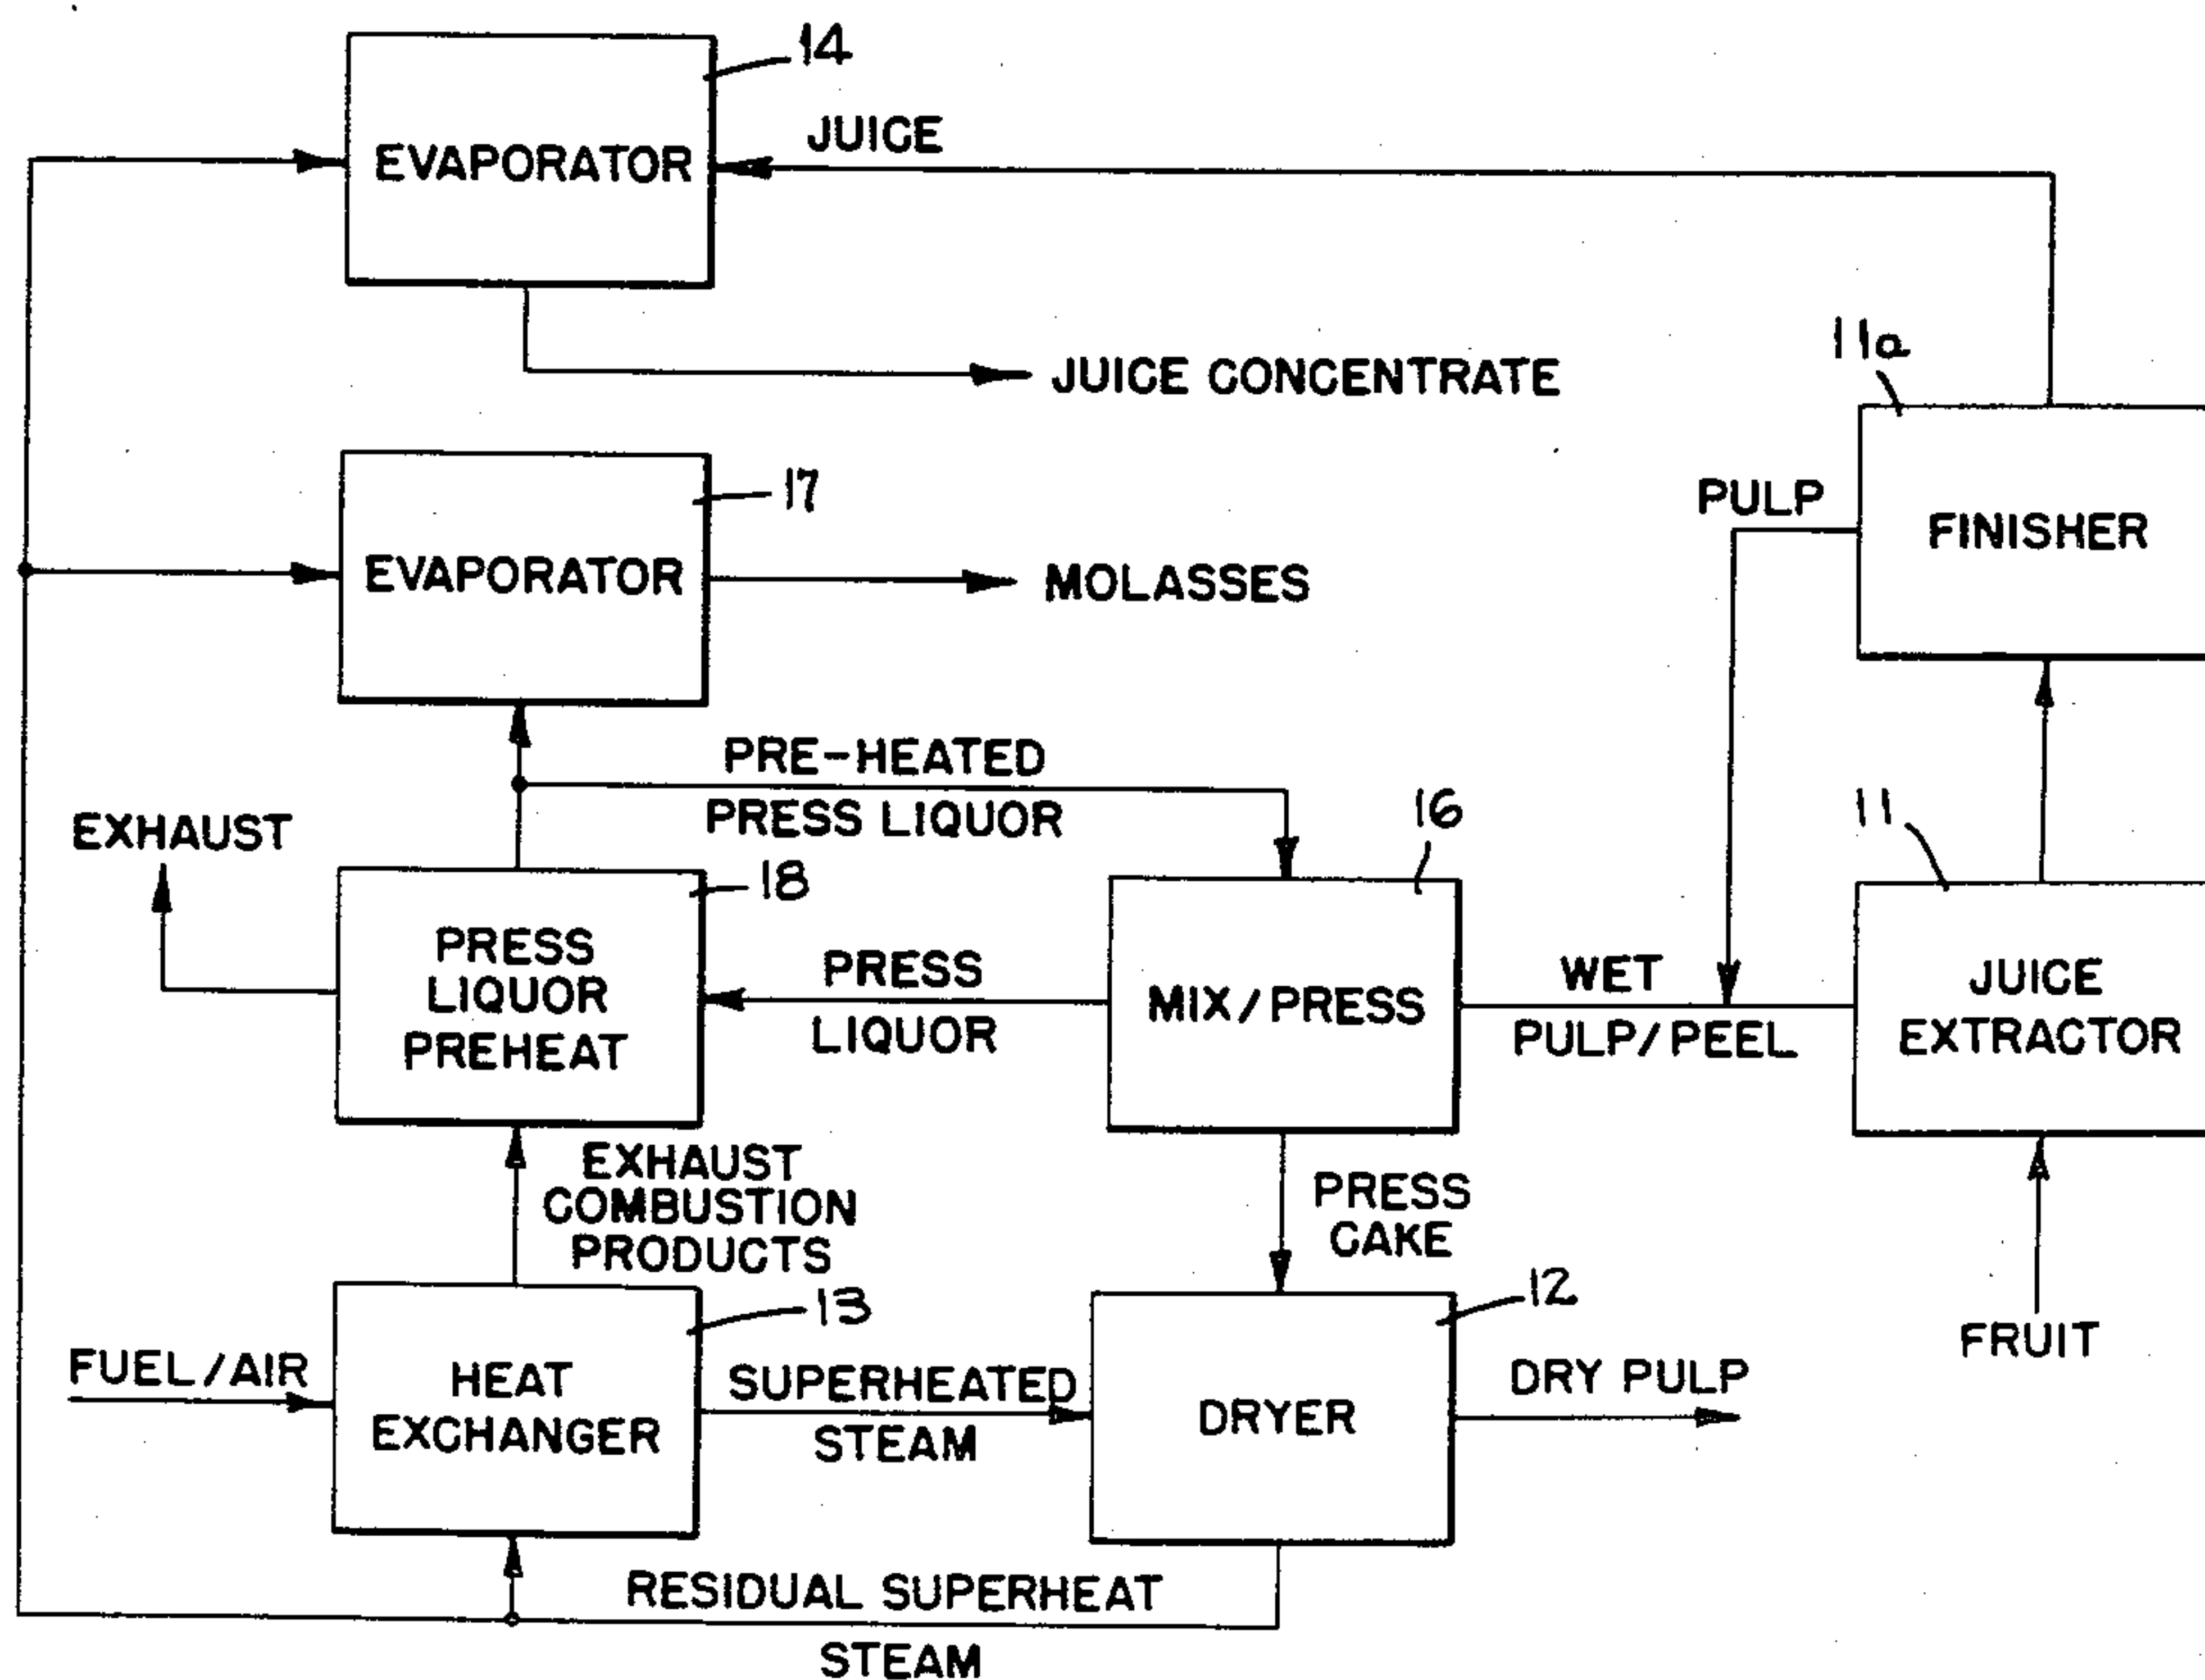 14
EVAPORATOR
JUICE
JUICE CONCENTRATE
11a
FINISHER
PULP
17
EVAPORATOR
MOLASSES
PRE-HEATED
PRESS LIQUOR
EXHAUST
18
PRESS
LIQUOR
PREHEAT
PRESS
LIQUOR
16
MIX/PRESS
WET
PULP/PEEL
11
JUICE
EXTRACTOR
FRUIT
EXHAUST
COMBUSTION
PRODUCTS
PRESS
CAKE
FUEL/AIR
13
HEAT
EXCHANGER
SUPERHEATED
STEAM
12
DRYER
DRY PULP
RESIDUAL SUPERHEAT
STEAM